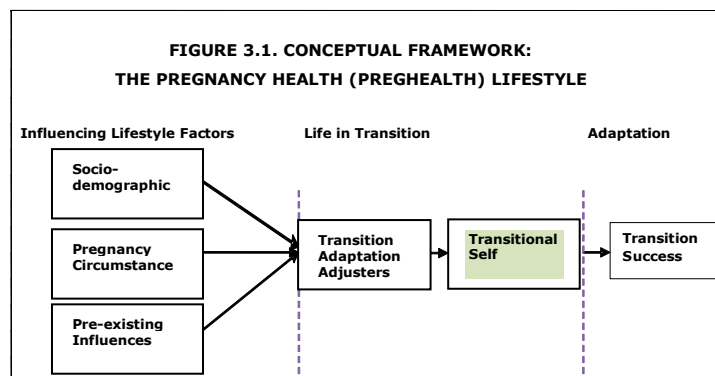 FIGURE 3.1. CONCEPTUAL FRAMEWORK:
THE PREGNANCY HEALTH (PREGHEALTH) LIFESTYLE
Influencing Lifestyle Factors
Life in Transition
Adaptation
Socio-
demographic
Pregnancy
Circumstance
Pre-existing
Influences
Transition
Adaptation
Adjusters
Transitional
Self
Transition
Success